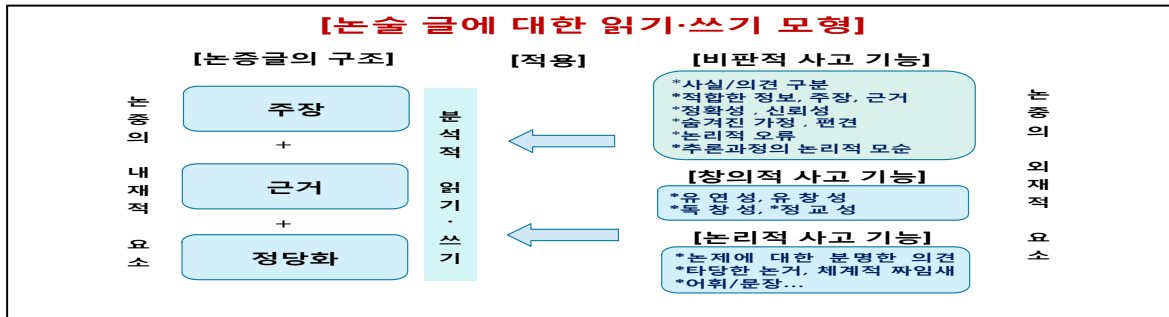 [논술 글에 대한 읽기·쓰기 모형]
[논증글의 구조]
[적용]
[비판적 사고 기능]
논증의 내재적 요소
주장
+
근거
+
정당화
분석적 읽기·쓰기
*사실/의견 구분
*적합한 정보, 주장, 근거
*정확성 , 신뢰성
*숨겨진 가정 , 편견
*논리적 오류
*추론과정의 논리적 모순
[창의적 사고 기능]
*유 연 성, 유 창 성
*독 창 성, *정 교 성
[논리적 사고 기능]
*논제에 대한 분명한 의견
*타당한 논거, 체계적 짜임새
*어휘/문장...
논증의 외재적 요소